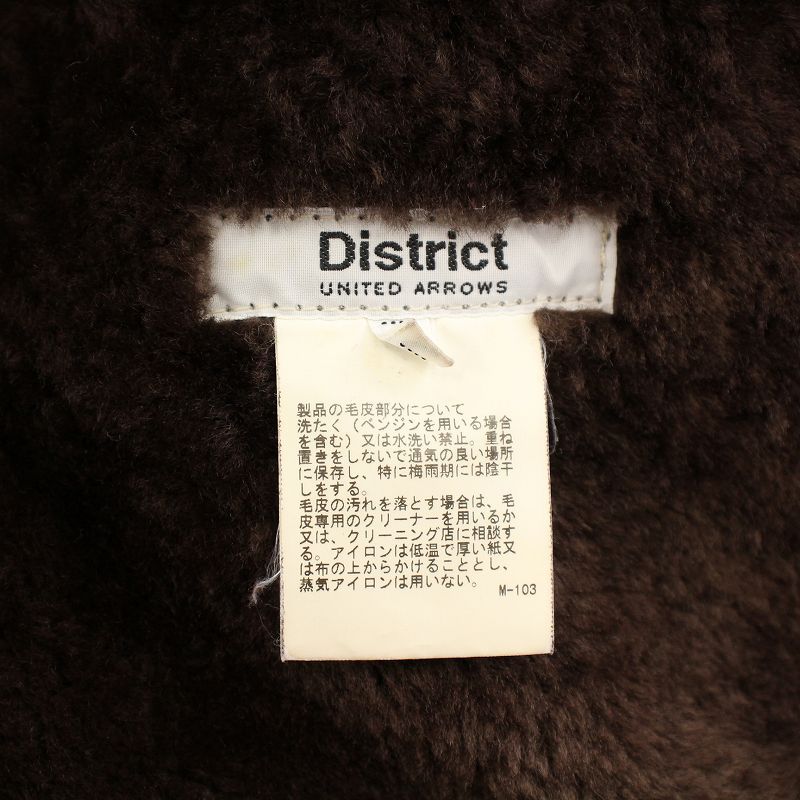 District
UNITED ARROWS
製品の毛皮部分について
洗たく（ベンジンを用いる場合
を含む）又は水洗い禁止。重ね
置きをしないで通気の良い場所
に保存し、特に梅雨期には陰干
しをする。
毛皮の汚れを落とす場合は、毛
皮専用のクリーナーを用いるか
又は、クリーニング店に相談す
る。アイロンは低温で厚い紙又
は布の上からかけることとし、
蒸気アイロンは用いない。
M-103